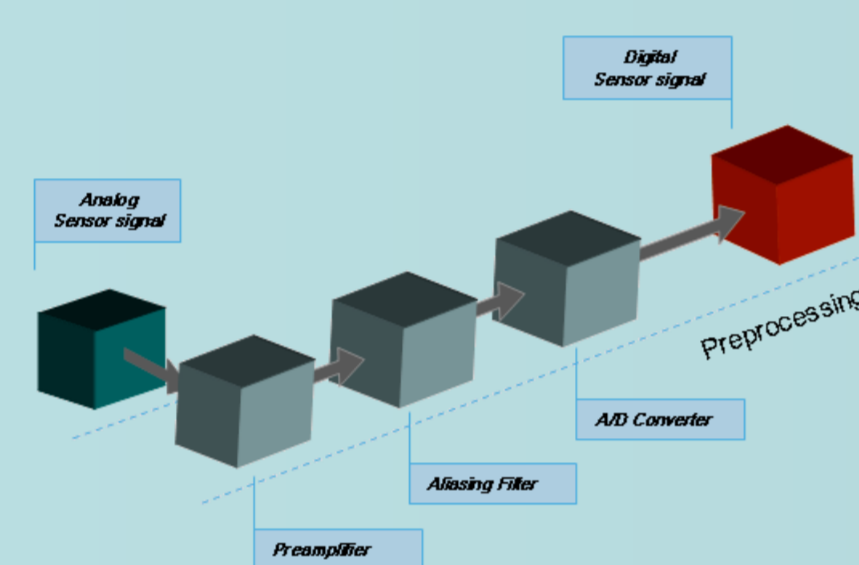 Digital
Sensor signal
Analog
Sensor signal
Preprocessing
A/D Converter
Aliasing Filter
Preamplifier